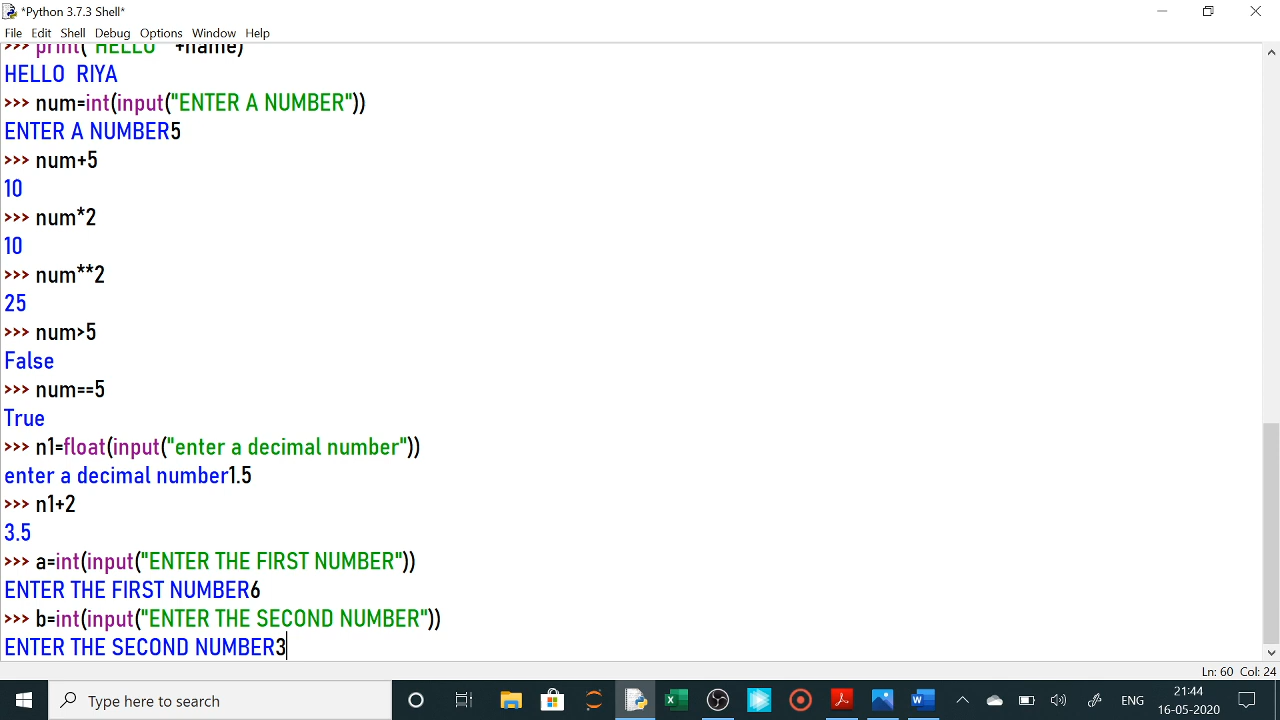 *Python 3.7.3 Shell*
File Edit Shell Debug Options Window Help
>>> print("HELLO  "+name)
HELLO  RIYA
>>> num=int(input("ENTER A NUMBER"))
ENTER A NUMBER5
>>> num+5
10
>>> num*2
10
>>> num**2
25
>>> num>5
False
>>> num==5
True
>>> n1=float(input("enter a decimal number"))
enter a decimal number1.5
>>> n1+2
3.5
>>> a=int(input("ENTER THE FIRST NUMBER"))
ENTER THE FIRST NUMBER6
>>> b=int(input("ENTER THE SECOND NUMBER"))
ENTER THE SECOND NUMBER3
Ln: 60 Col: 24
Type here to search
ENG
21:44
16-05-2020